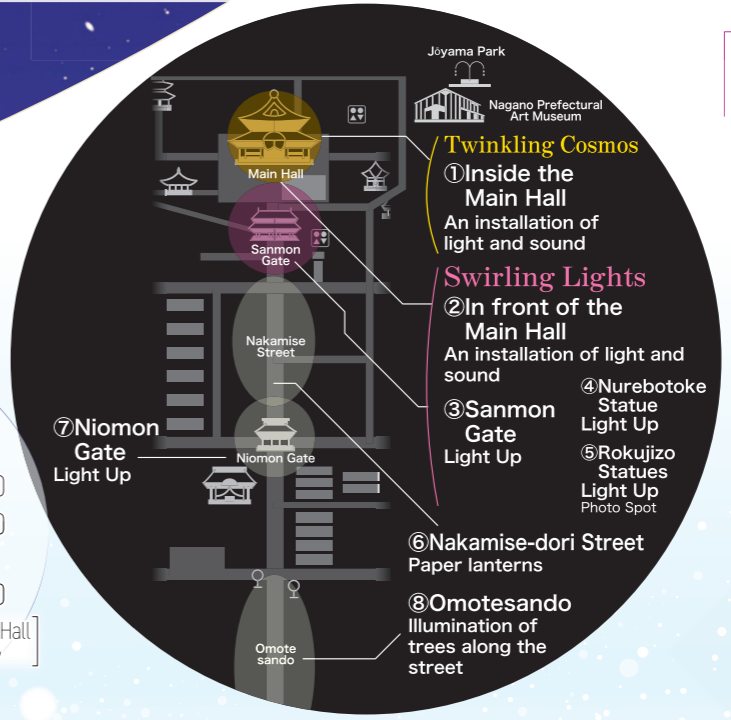 Jōyama Park
Nagano Prefectural
Art Museum
Main Hall
Sanmon
Gate
Nakamise
Street
Niomon Gate
Omote
sando
Twinkling Cosmos
①Inside the
Main Hall
An installation of
light and sound
Swirling Lights
②In front of the
Main Hall
An installation of light and
sound
③Sanmon
Gate
Light Up
④Nurebotoke
Statue
Light Up
⑤Rokujizo
Statues
Light Up
Photo Spot
⑥Nakamise-dori Street
Paper lanterns
⑦Niomon
Gate
Light Up
⑧Omotesando
Illumination of
trees along the
street
Hall